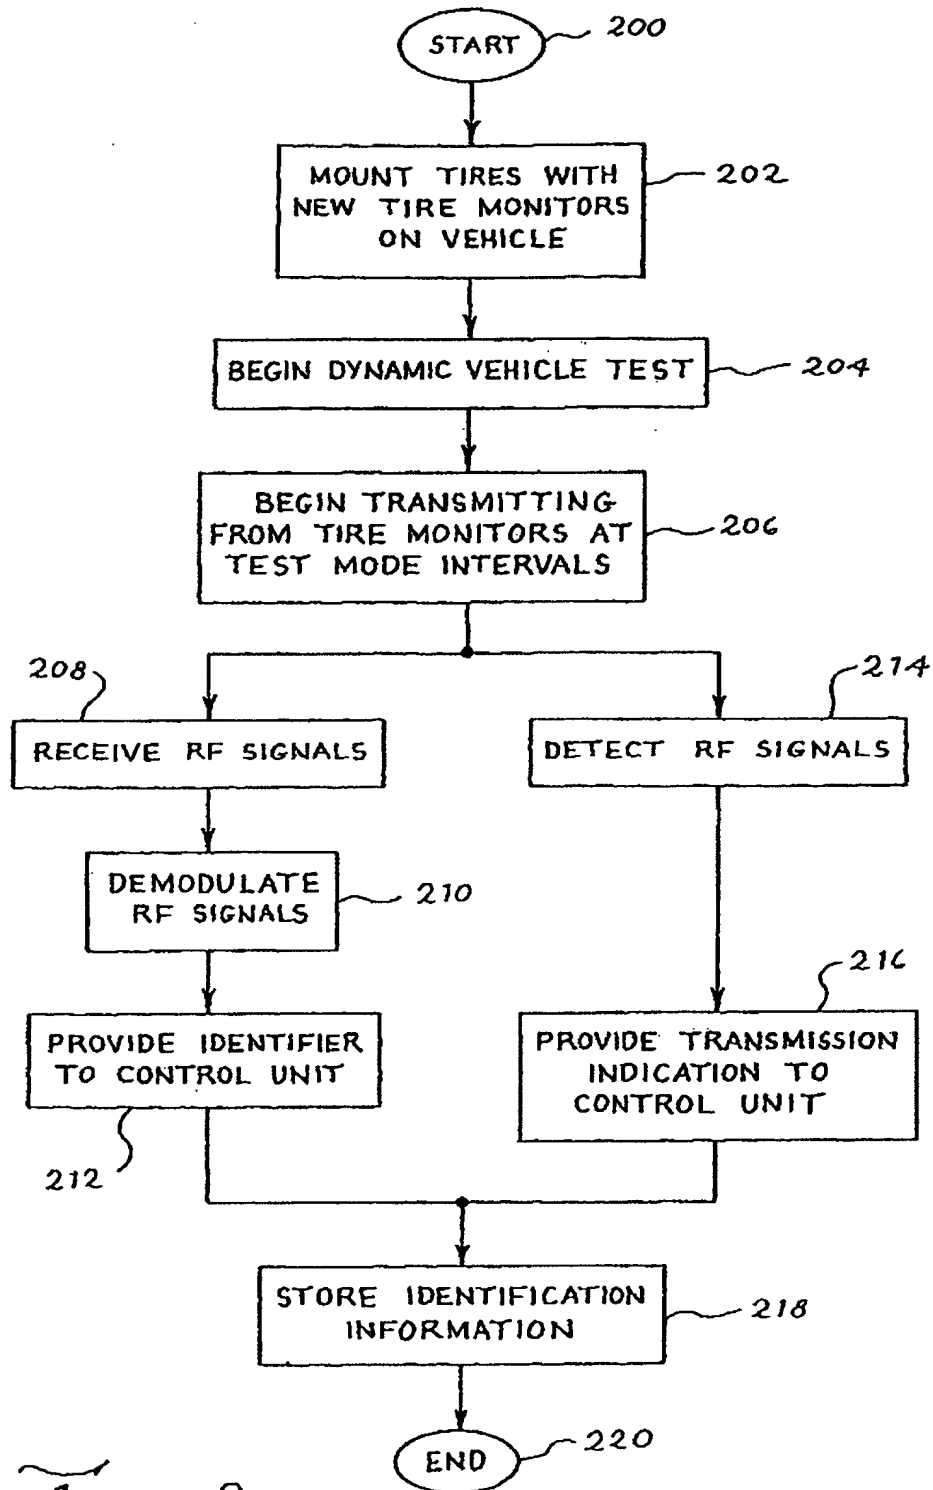 START
200
MOUNT TIRES WITH
NEW TIRE MONITORS
ON VEHICLE
202
BEGIN DYNAMIC VEHICLE TEST
204
BEGIN TRANSMITTING
FROM TIRE MONITORS AT
TEST MODE INTERVALS
206
208
RECEIVE RF SIGNALS
214
DETECT RF SIGNALS
DEMODULATE
RF SIGNALS
210
PROVIDE IDENTIFIER
TO CONTROL UNIT
212
216
PROVIDE TRANSMISSION
INDICATION TO
CONTROL UNIT
STORE IDENTIFICATION
INFORMATION
218
END
220